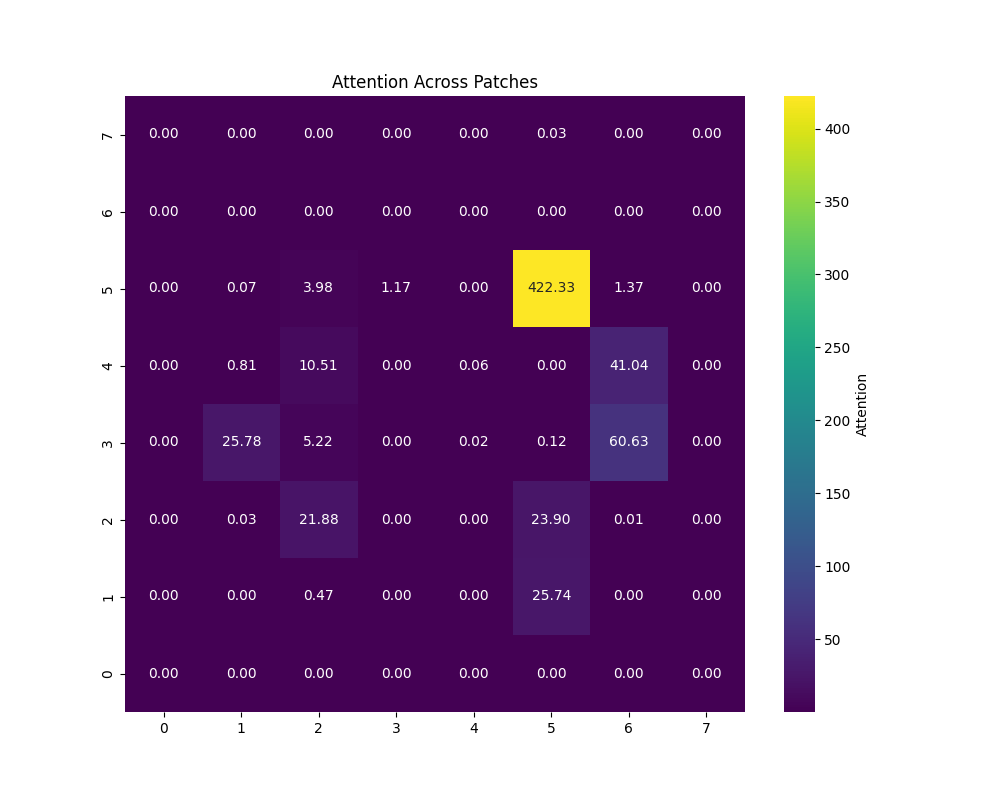 Attention Across Patches
7 0.00 0.00 0.00 0.00 0.00 0.03 0.00 0.00
6 0.00 0.00 0.00 0.00 0.00 0.00 0.00 0.00
5 0.00 0.07 3.98 1.17 0.00 422.33 1.37 0.00
4 0.00 0.81 10.51 0.00 0.06 0.00 41.04 0.00
3 0.00 25.78 5.22 0.00 0.02 0.12 60.63 0.00
2 0.00 0.03 21.88 0.00 0.00 23.90 0.01 0.00
1 0.00 0.00 0.47 0.00 0.00 25.74 0.00 0.00
0 0.00 0.00 0.00 0.00 0.00 0.00 0.00 0.00
0 1 2 3 4 5 6 7
400
350
300
250
200
150
100
50
Attention